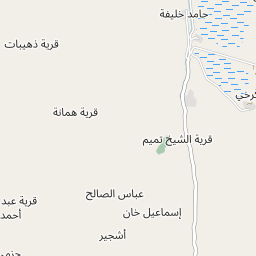 حامد خليفة
قرية ذهيبات
كرخي
قرية همانة
قرية الشيخ تميم
عباس الصالح
قرية عبد
أحمد
إسماعيل خان
أشجير